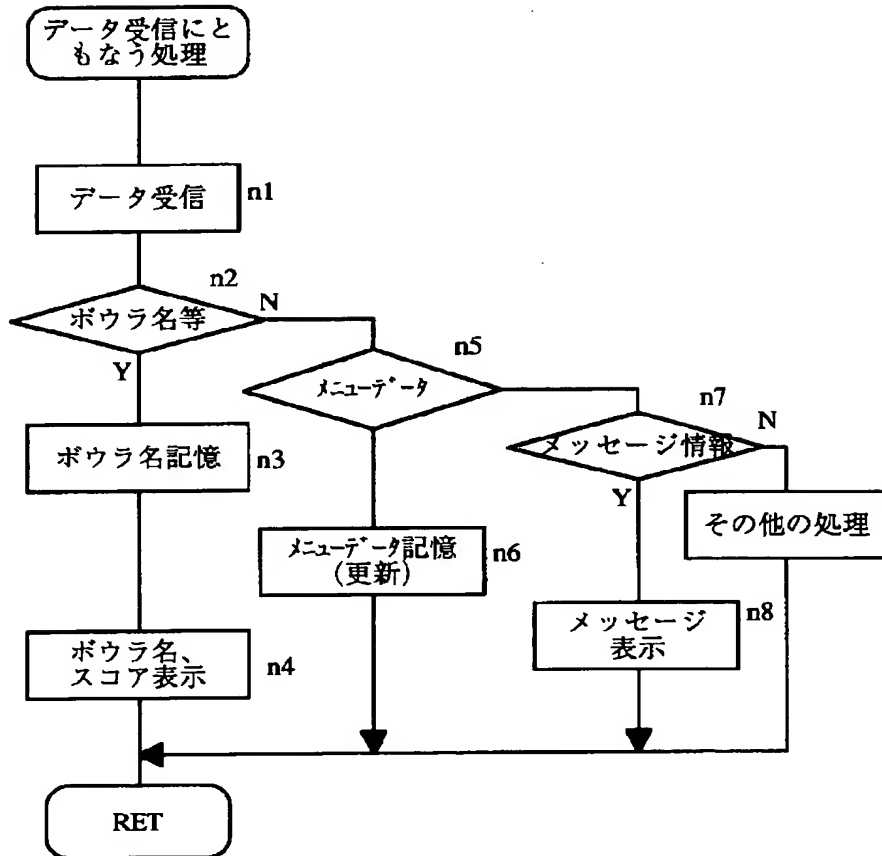 データ受信にと
もなう処理
データ受信
n1
n2
ボウラ名等
N
Y
n5
メニューデータ
n7
メッセージ情報
N
Y
ボウラ名記憶
n3
その他の処理
メニューデータ記憶
(更新)
n6
メッセージ
表示
n8
ボウラ名、
スコア表示
n4
RET